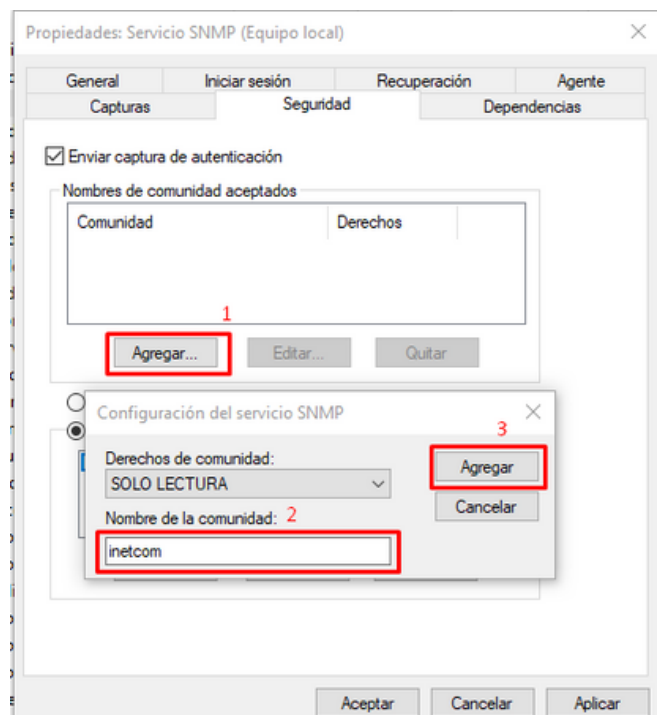 Propiedades: Servicio SNMP (Equipo local)
General Iniciar sesión Recuperación Agente
Capturas Seguridad Dependencias
Enviar captura de autenticación
Nombres de comunidad aceptados
Comunidad Derechos
1
Agregar... Editar... Quitar
Configuración del servicio SNMP
3
Derechos de comunidad:
Agregar
SOLO LECTURA
Cancelar
Nombre de la comunidad: 2
inetcom
Aceptar Cancelar Aplicar